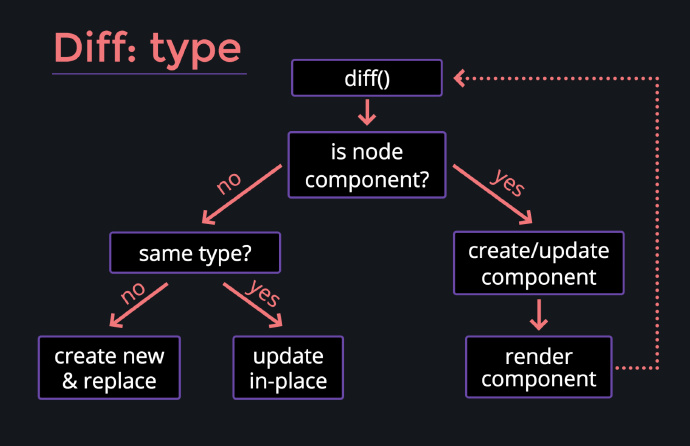 Diff: type
diff()
is node
component?
no
yes
same type?
create/update
component
no
yes
create new
& replace
update
in-place
render
component